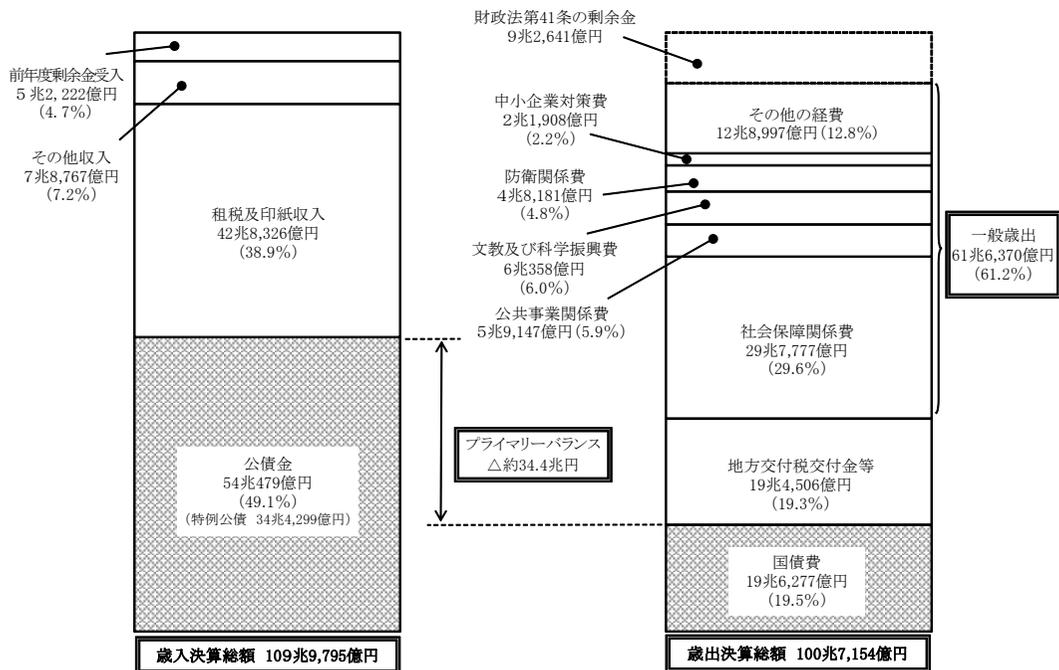 前年度剰余金受入
5兆2,222億円
(4.7%)
その他収入
7兆8,767億円
(7.2%)
租税及印紙収入
42兆8,326億円
(38.9%)
公債金
54兆479億円
(49.1%)
(特例公債 34兆4,299億円)
歳入決算総額 109兆9,795億円
プライマリーバランス
△約34.4兆円
財政法第41条の剰余金
9兆2,641億円
中小企業対策費
2兆1,908億円
(2.2%)
防衛関係費
4兆8,181億円
(4.8%)
文教及び科学振興費
6兆358億円
(6.0%)
公共事業関係費
5兆9,147億円(5.9%)
その他の経費
12兆8,997億円(12.8%)
社会保障関係費
29兆7,777億円
(29.6%)
地方交付税交付金等
19兆4,506億円
(19.3%)
国債費
19兆6,277億円
(19.5%)
歳出決算総額 100兆7,154億円
一般歳出
61兆6,370億円
(61.2%)